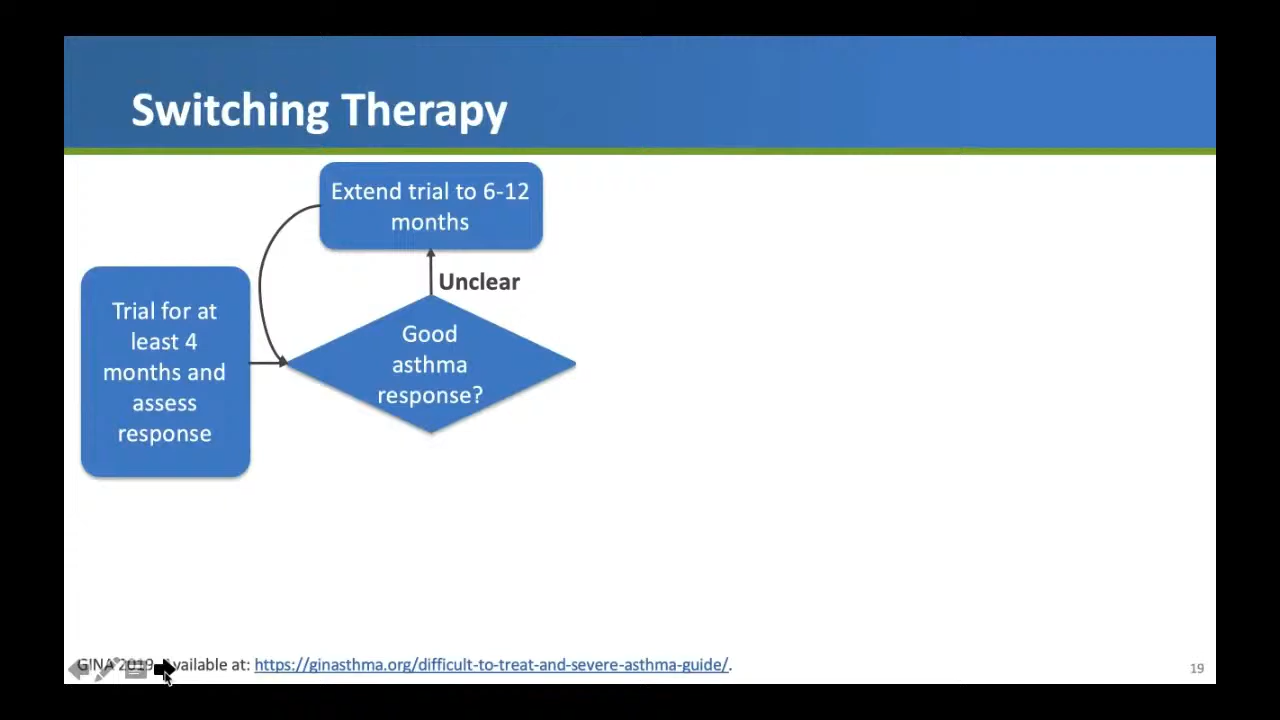 Switching Therapy
Extend trial to 6-12
months
Unclear
Trial for at
least 4
months and
assess
response
Good
asthma
response?
GINA 2019. Available at: https://ginasthma.org/difficult-to-treat-and-severe-asthma-guide/.
19